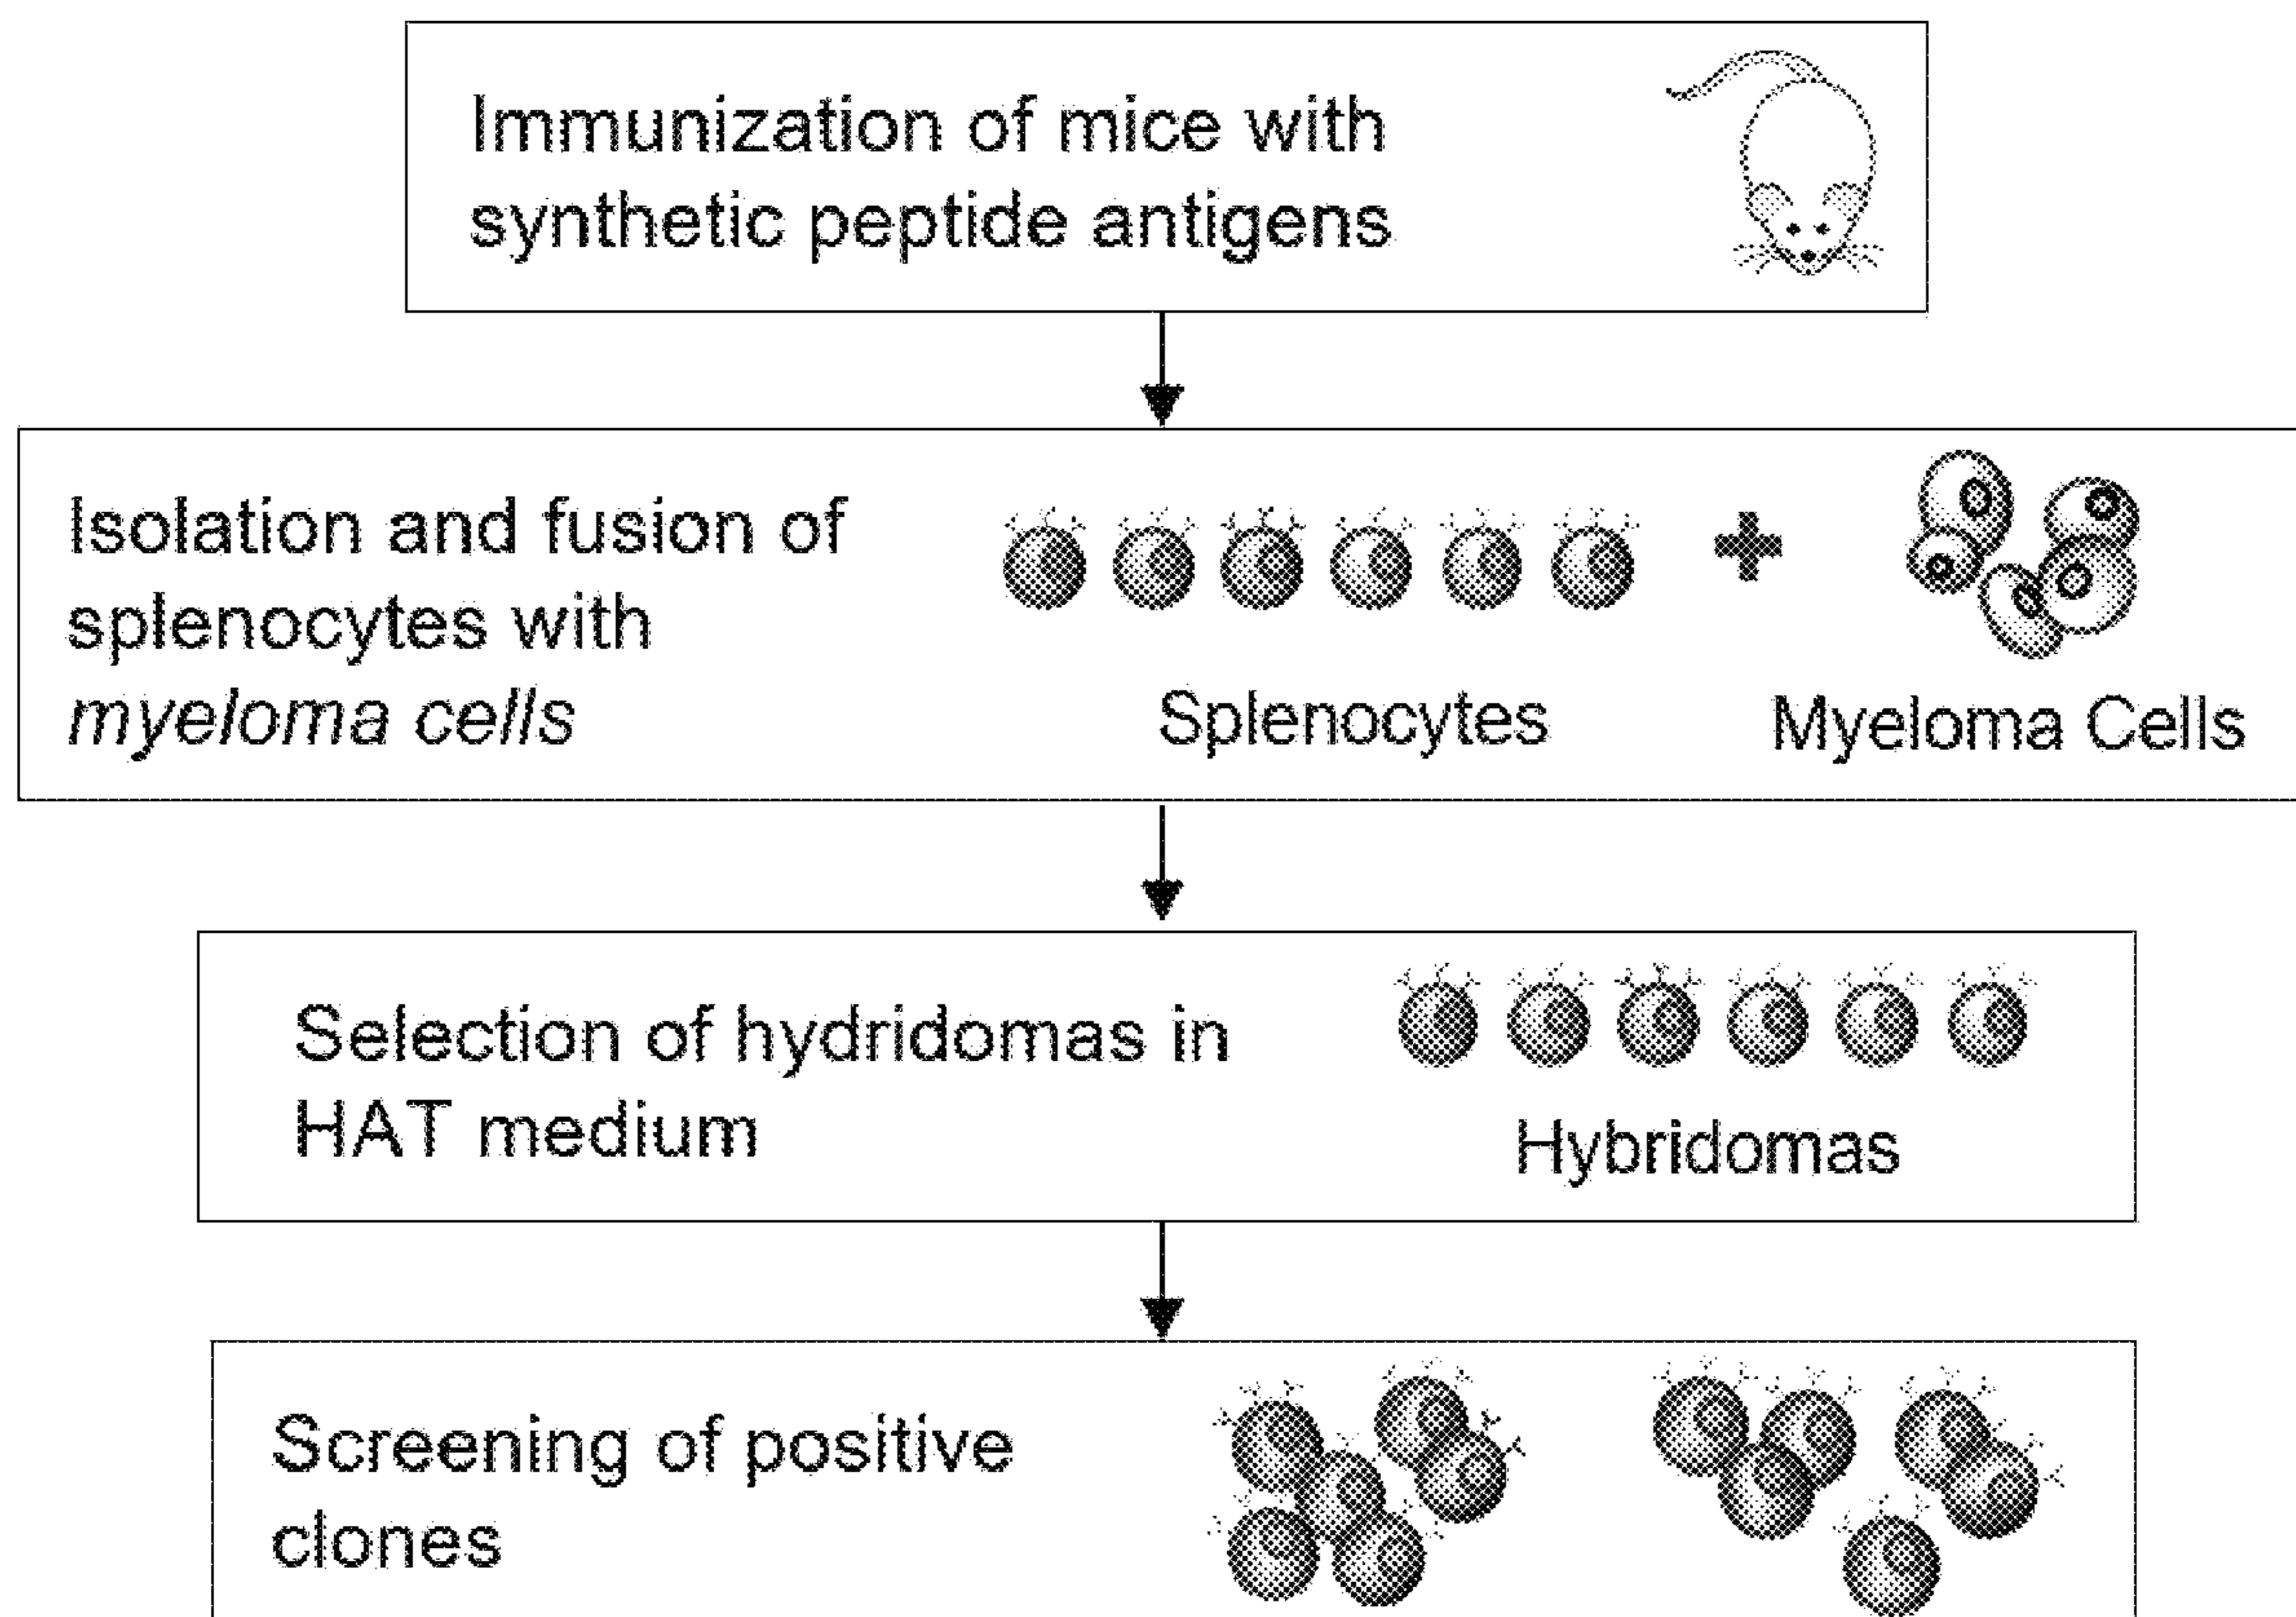 Immunization of mice with
synthetic peptide antigens
Isolation and fusion of
splenocytes with
myeloma cells
Splenocytes
Myeloma Cells
Selection of hydridomas in
HAT medium
Hybridomas
Screening of positive
clones